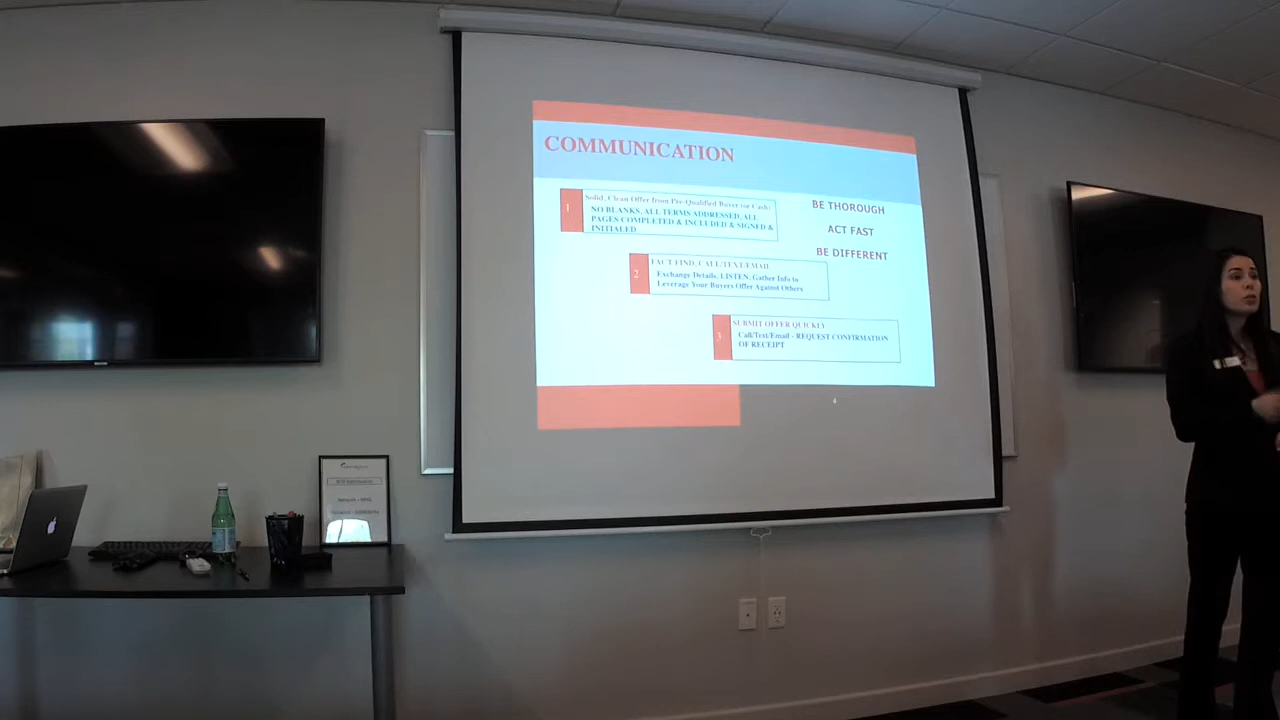 COMMUNICATION
1
Solid, Clean Offer from Pre-Qualified Buyer (or Cash)
NO BLANKS, ALL TERMS ADDRESSED, ALL
PAGES COMPLETED & INCLUDED & SIGNED &
INITIALED
BE THOROUGH
ACT FAST
BE DIFFERENT
2
FACT FIND, CALL/TEXT/EMAIL
Exchange Details, LISTEN, Gather Info to
Leverage Your Buyers Offer Against Others
3
SUBMIT OFFER QUICKLY
Call/Text/Email - REQUEST CONFIRMATION
OF RECEIPT
4